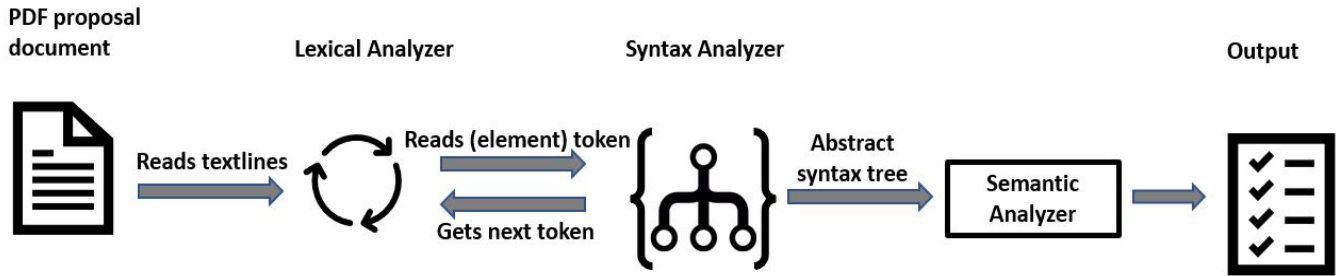 PDF proposal
document
Lexical Analyzer
Syntax Analyzer
Output
Reads textlines
Reads (element) token
Gets next token
Abstract
syntax tree
Semantic
Analyzer